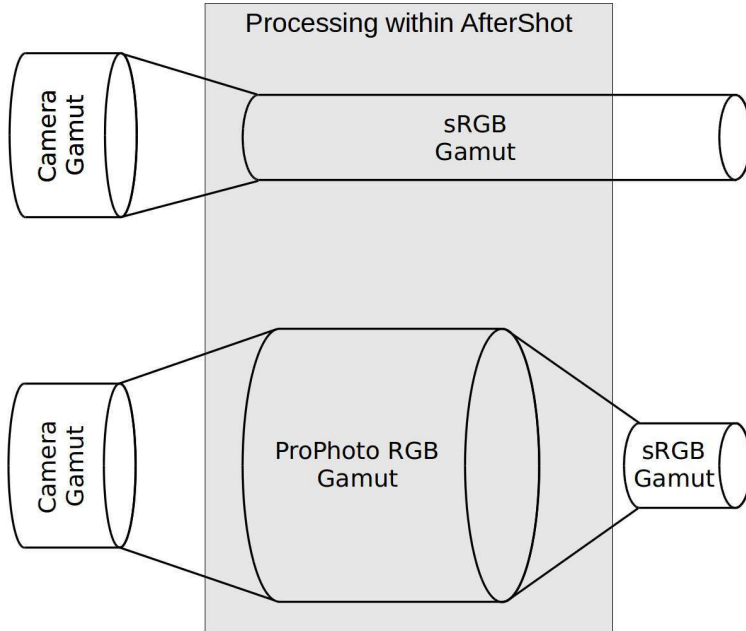 Processing within AfterShot
Camera
Gamut
sRGB
Gamut
Camera
Gamut
ProPhoto RGB
Gamut
sRGB
Gamut